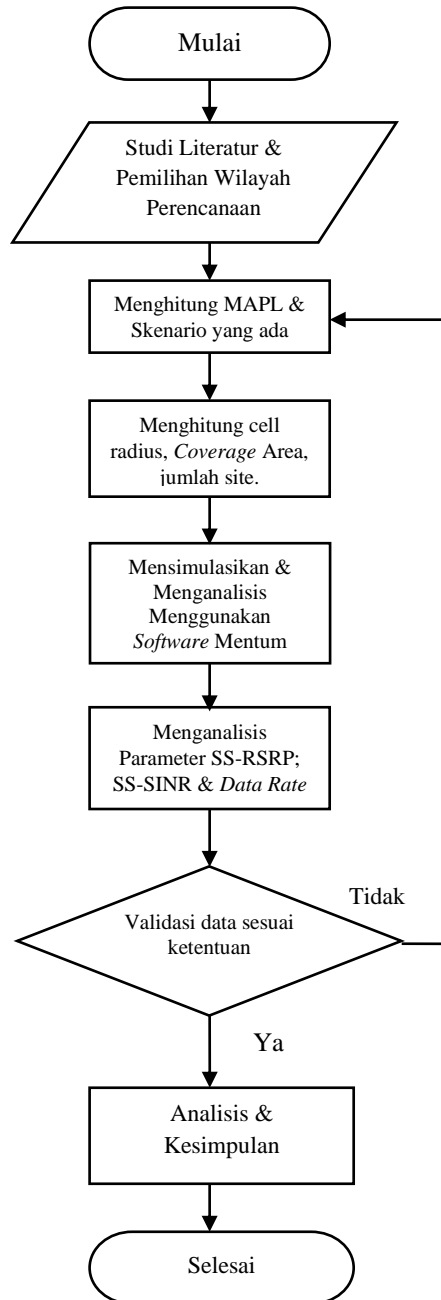 Mulai
Studi Literatur &
Pemilihan Wilayah
Perencanaan
Menghitung MAPL &
Skenario yang ada
Menghitung cell
radius, Coverage Area,
jumlah site.
Mensimulasikan &
Menganalisis
Menggunakan
Software Mentum
Menganalisis
Parameter SS-RSRP;
SS-SINR & Data Rate
Validasi data sesuai
ketentuan
Tidak
Ya
Analisis &
Kesimpulan
Selesai